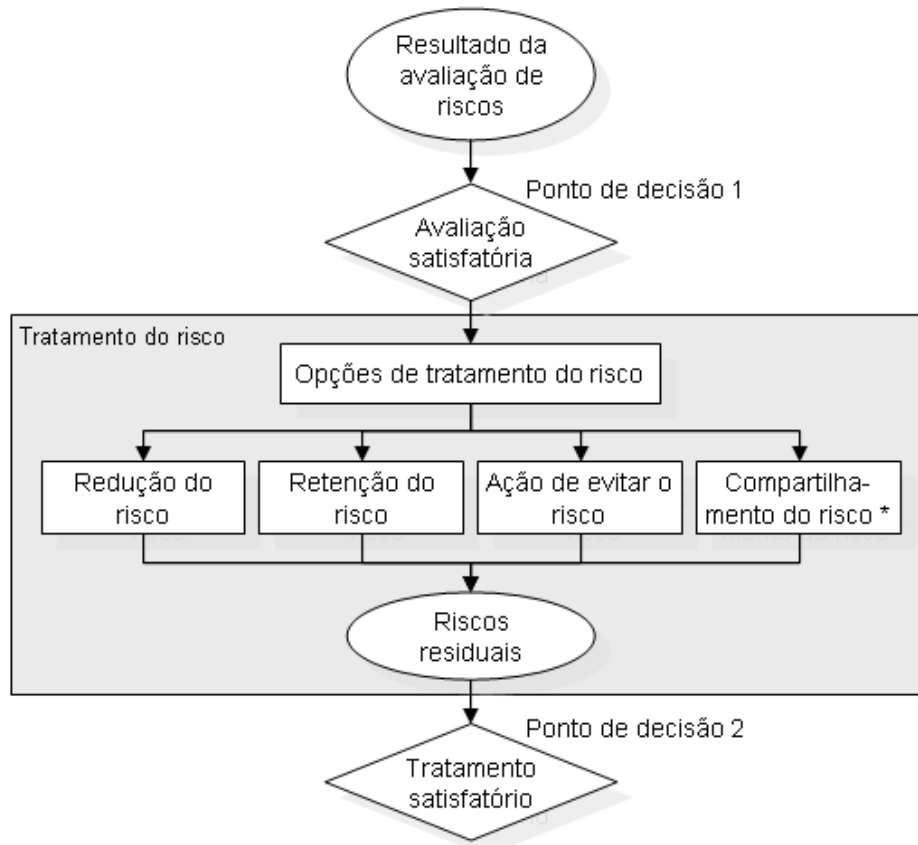 Resultado da
avaliação de
riscos
Ponto de decisão 1
Avaliação
satisfatória
Tratamento do risco
Opções de tratamento do risco
Redução do
risco
Retenção do
risco
Ação de evitar o
risco
Compartilha-
mento do risco *
Riscos
residuais
Ponto de decisão 2
Tratamento
satisfatório